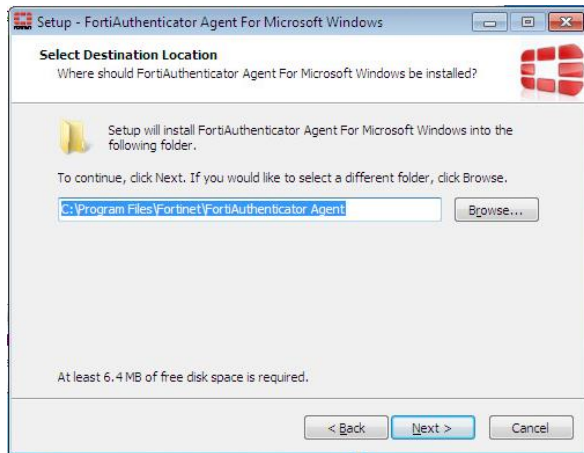 Setup - FortiAuthenticator Agent For Microsoft Windows
Select Destination Location
Where should FortiAuthenticator Agent For Microsoft Windows be installed?
Setup will install FortiAuthenticator Agent For Microsoft Windows into the
following folder.
To continue, click Next. If you would like to select a different folder, click Browse.
C:\Program Files\Fortinet\FortiAuthenticator Agent
Browse...
At least 6.4 MB of free disk space is required.
< Back
Next >
Cancel